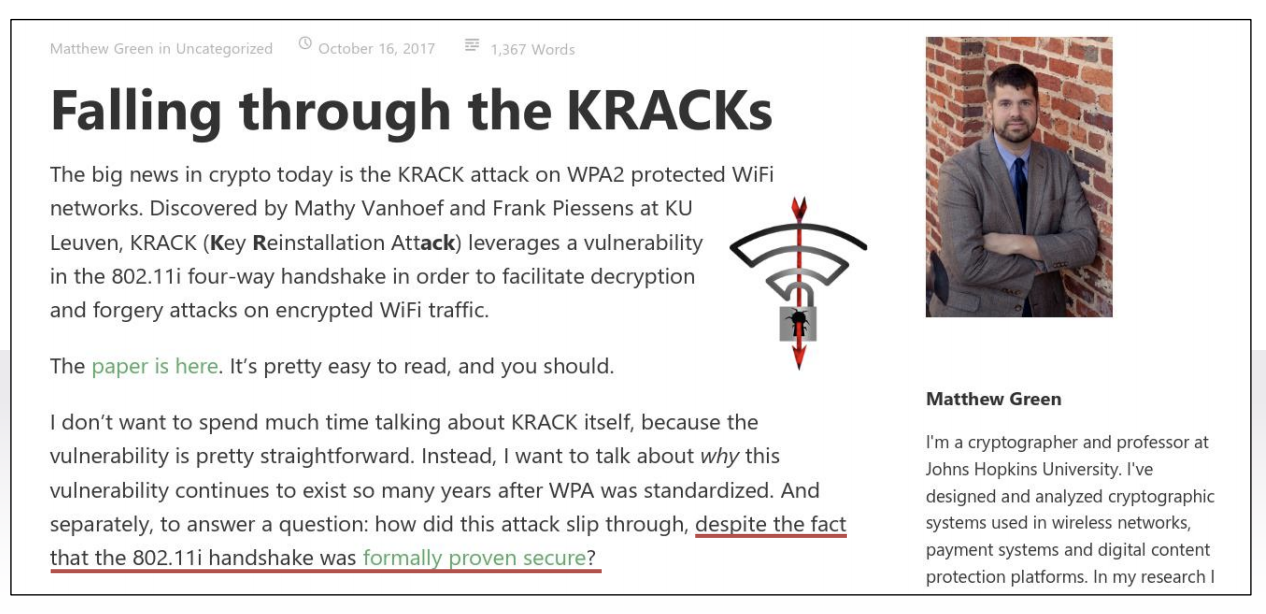 Matthew Green in Uncategorized October 16, 2017 1,367 Words
Falling through the KRACKs
The big news in crypto today is the KRACK attack on WPA2 protected WiFi
networks. Discovered by Mathy Vanhoef and Frank Piessens at KU
Leuven, KRACK (Key Reinstallation Attack) leverages a vulnerability
in the 802.11i four-way handshake in order to facilitate decryption
and forgery attacks on encrypted WiFi traffic.
The paper is here. It’s pretty easy to read, and you should.
I don’t want to spend much time talking about KRACK itself, because the
vulnerability is pretty straightforward. Instead, I want to talk about why this
vulnerability continues to exist so many years after WPA was standardized. And
separately, to answer a question: how did this attack slip through, despite the fact
that the 802.11i handshake was formally proven secure?
Matthew Green
I'm a cryptographer and professor at
Johns Hopkins University. I've
designed and analyzed cryptographic
systems used in wireless networks,
payment systems and digital content
protection platforms. In my research I